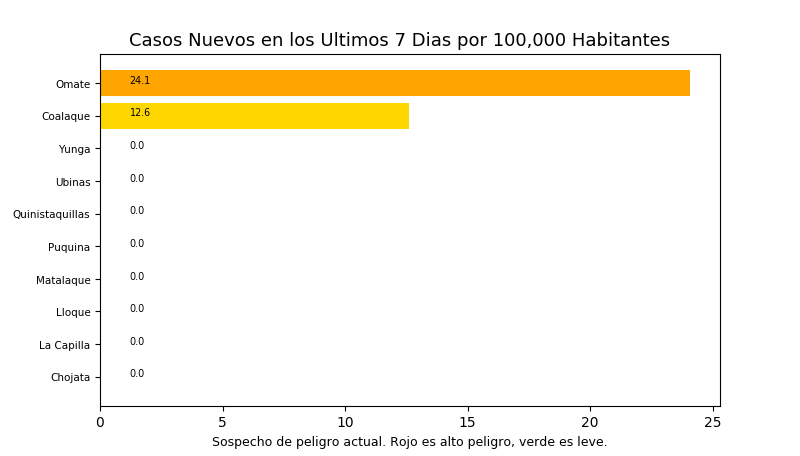 Casos Nuevos en los Ultimos 7 Dias por 100,000 Habitantes
Omate 24.1
Coalaque 12.6
Yunga 0.0
Ubinas 0.0
Quinistaquillas 0.0
Puquina 0.0
Matalaque 0.0
Lloque 0.0
La Capilla 0.0
Chojata 0.0
0 5 10 15 20 25
Sospecho de peligro actual. Rojo es alto peligro, verde es leve.